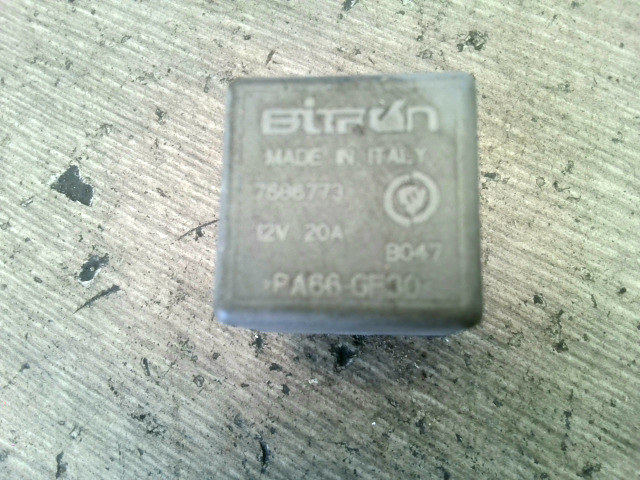 BiTRON
MADE IN ITALY
7686773
12V 20A
B047
>PA66-GF30<